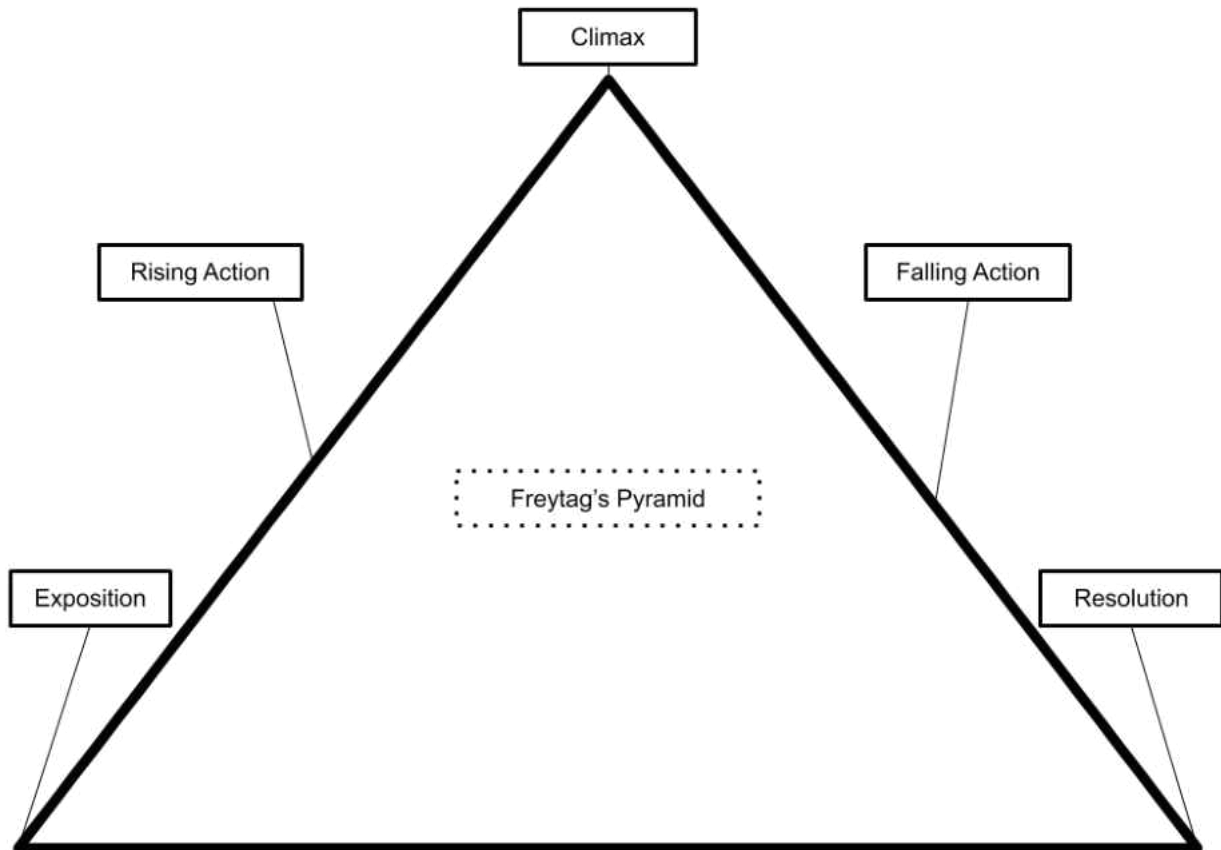 Climax
Rising Action
Falling Action
Freytag’s Pyramid
Exposition
Resolution